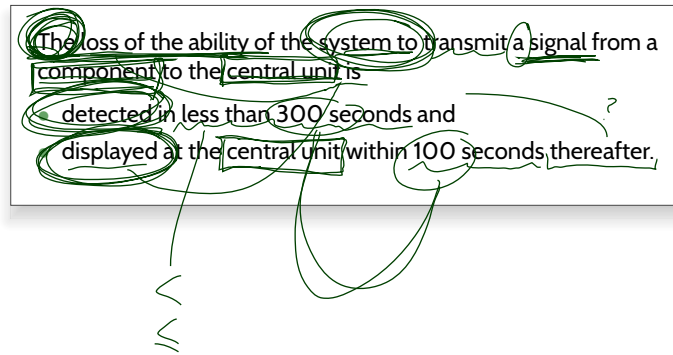 The loss of the ability of the system to transmit a signal from a
component to the central unit is
detected in less than 300 seconds and
?
displayed at the central unit within 100 seconds thereafter.
<
≤